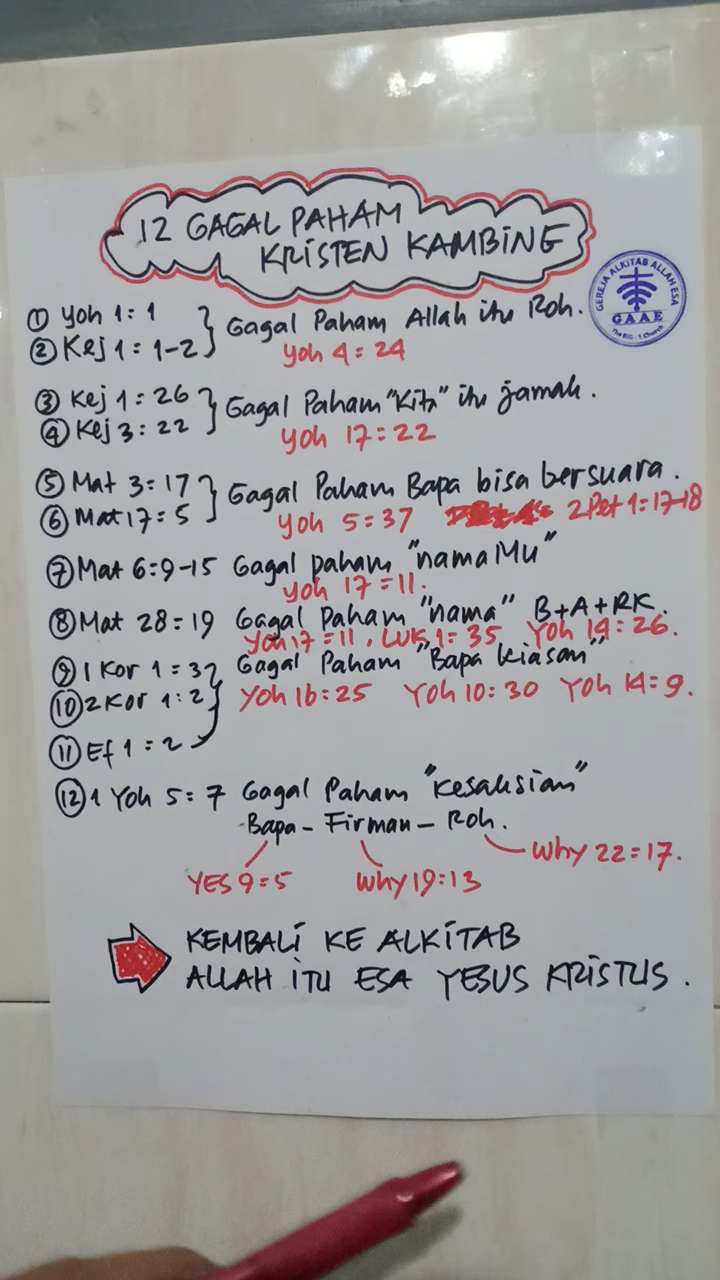 12 GAGAL PAHAM
KRISTEN KAMBING
GEREJA ALKITAB ALLAH ESA
GAAE
The BIG-1 Church
① Yoh 1:1
② Kej 1:1-2
Gagal Paham Allah itu Roh.
Yoh 4:24
③ Kej 1:26
④ Kej 3:22
Gagal Paham "Kita" itu jamak.
Yoh 17:22
⑤ Mat 3:17
⑥ Mat 17:5
Gagal Paham Bapa bisa bersuara.
Yoh 5:37 2Pet 1:17-18
⑦ Mat 6:9-15 Gagal paham "namaMu"
Yoh 17:11.
⑧ Mat 28:19 Gagal Paham "nama" B+A+RK.
Yoh 17:11, LUK 1:35 Yoh 14:26.
⑨ 1 Kor 1:3
⑩ 2 Kor 1:2
⑪ Ef 1:2
Gagal Paham "Bapa kiasan"
Yoh 16:25 Yoh 10:30 Yoh 14:9.
⑫ 1 Yoh 5:7 Gagal Paham "kesaksian"
Bapa - Firman - Roh.
YES 9:5 Why 19:13 Why 22:17.
KEMBALI KE ALKITAB
ALLAH ITU ESA YESUS KRISTUS.